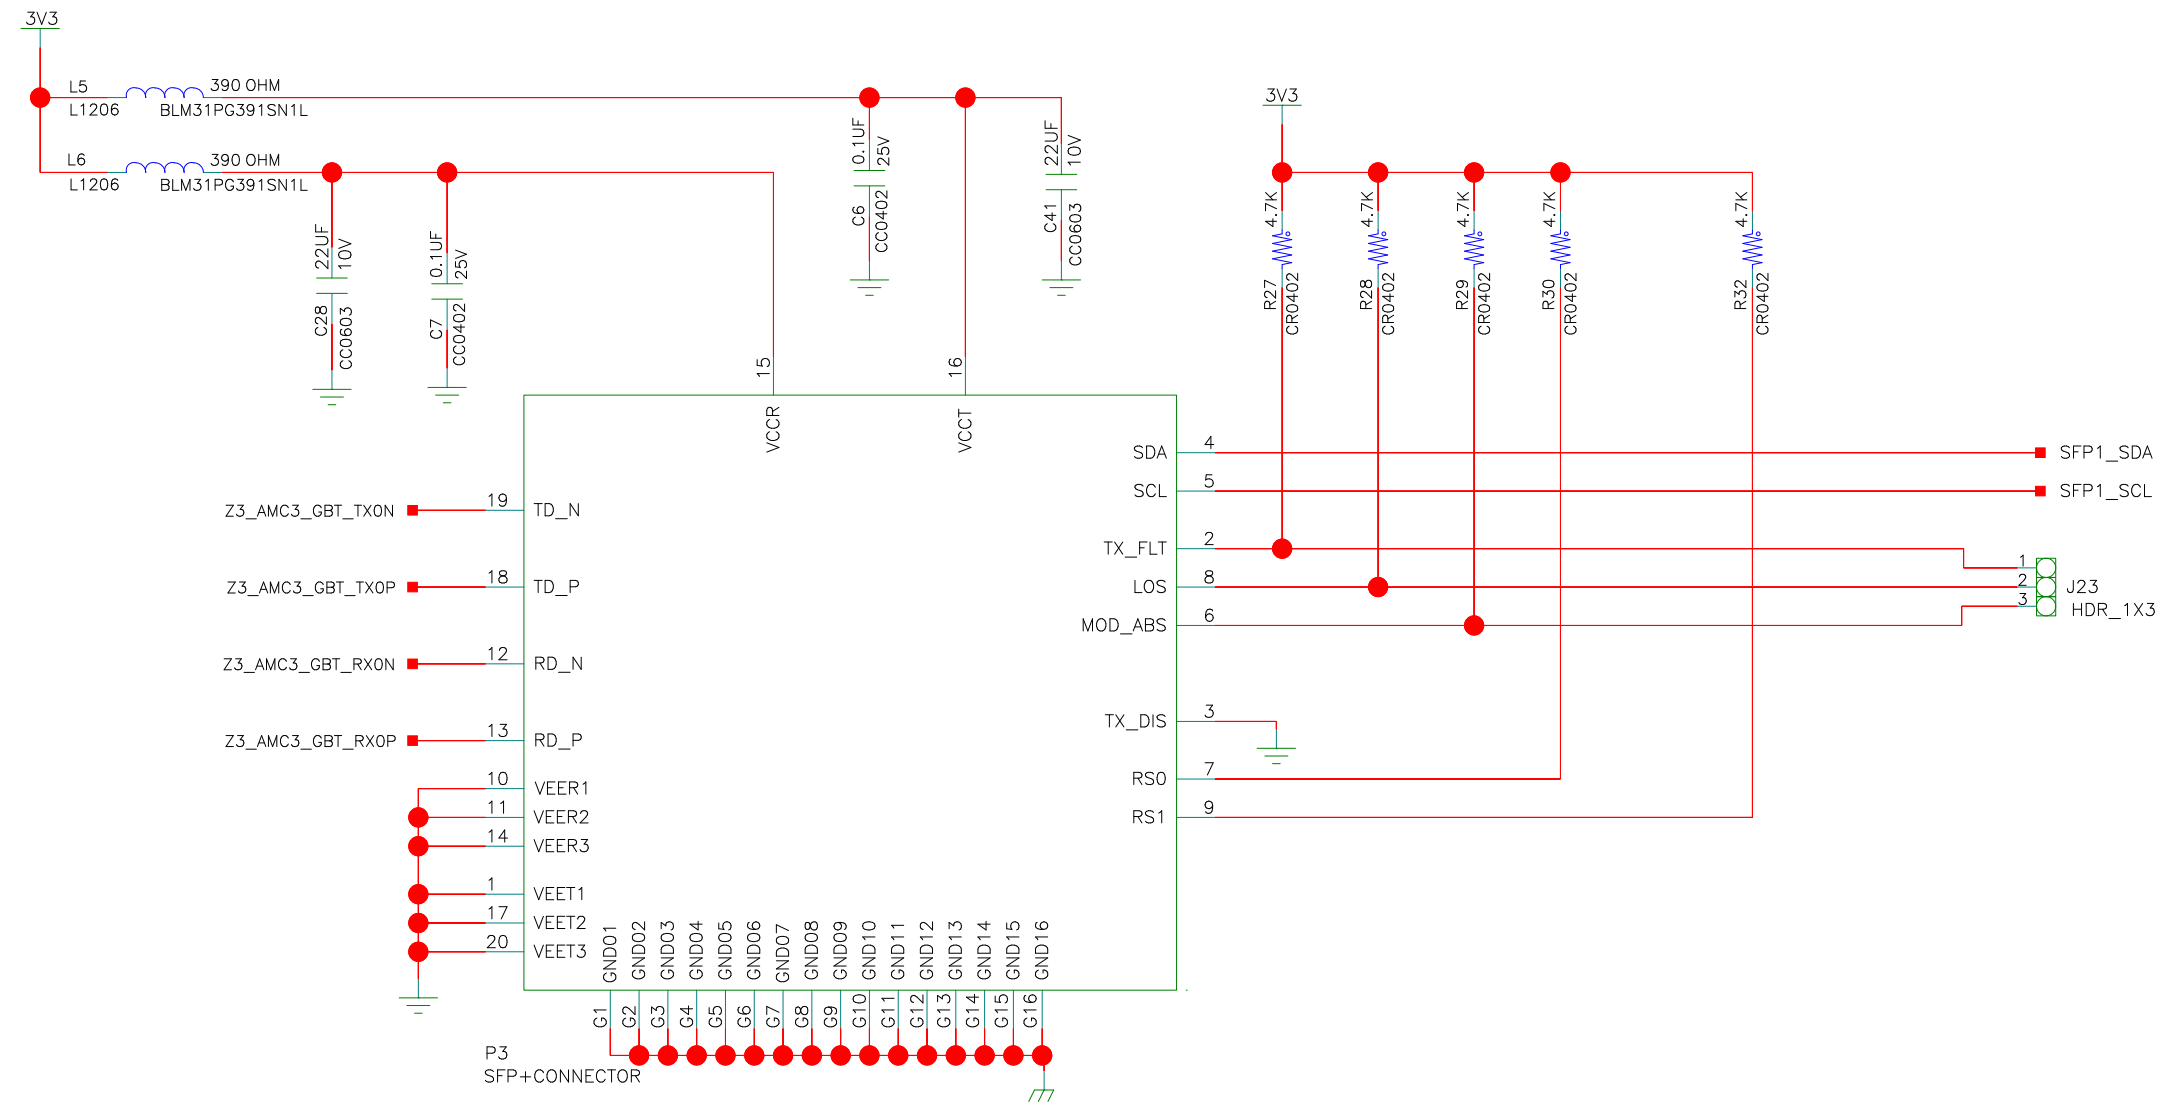 3V3
L5
390 OHM
L1206
BLM31PG391SN1L
L6
390 OHM
L1206
BLM31PG391SN1L
22UF
10V
C28
CC0603
0.1UF
25V
C7
CC0402
0.1UF
25V
C6
CC0402
22UF
10V
C41
CC0603
3V3
4.7K
R27
CR0402
4.7K
R28
CR0402
4.7K
R29
CR0402
4.7K
R30
CR0402
4.7K
R32
CR0402
15
VCCR
16
VCCT
Z3_AMC3_GBT_TX0N
19
TD_N
Z3_AMC3_GBT_TX0P
18
TD_P
Z3_AMC3_GBT_RX0N
12
RD_N
Z3_AMC3_GBT_RX0P
13
RD_P
10
VEER1
11
VEER2
14
VEER3
1
VEET1
17
VEET2
20
VEET3
SDA
4
SFP1_SDA
SCL
5
SFP1_SCL
TX_FLT
2
LOS
8
MOD_ABS
6
1
2
3
J23
HDR_1X3
TX_DIS
3
RS0
7
RS1
9
GND01
GND02
GND03
GND04
GND05
GND06
GND07
GND08
GND09
GND10
GND11
GND12
GND13
GND14
GND15
GND16
G1
G2
G3
G4
G5
G6
G7
G8
G9
G10
G11
G12
G13
G14
G15
G16
P3
SFP+CONNECTOR